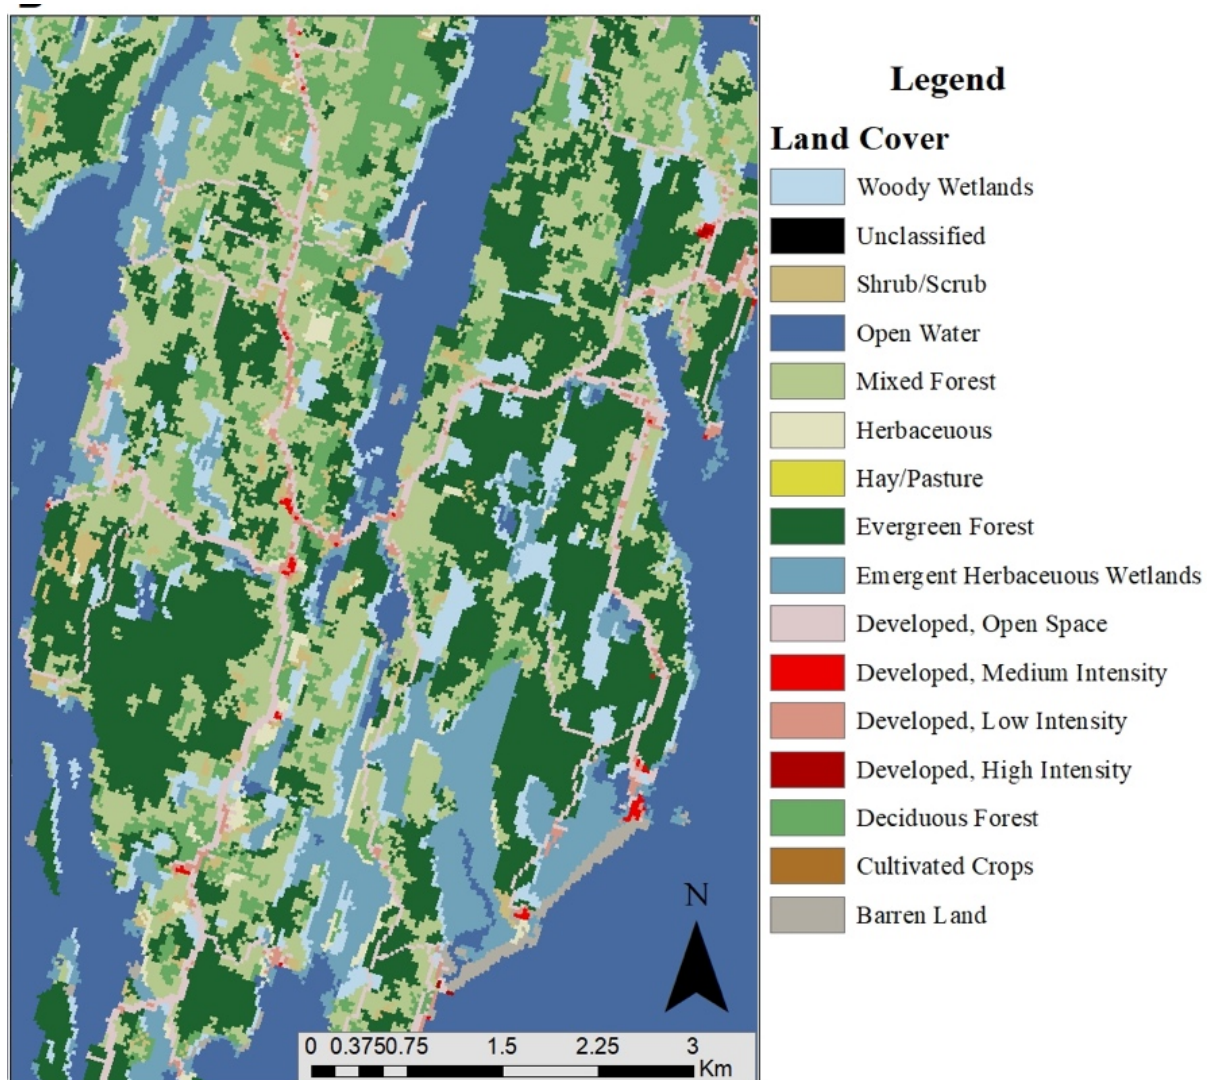 Legend
Land Cover
Woody Wetlands
Unclassified
Shrub/Scrub
Open Water
Mixed Forest
Herbaceuous
Hay/Pasture
Evergreen Forest
Emergent Herbaceuous Wetlands
Developed, Open Space
Developed, Medium Intensity
Developed, Low Intensity
Developed, High Intensity
Deciduous Forest
Cultivated Crops
Barren Land
N
0 0.3750.75 1.5 2.25 3
Km